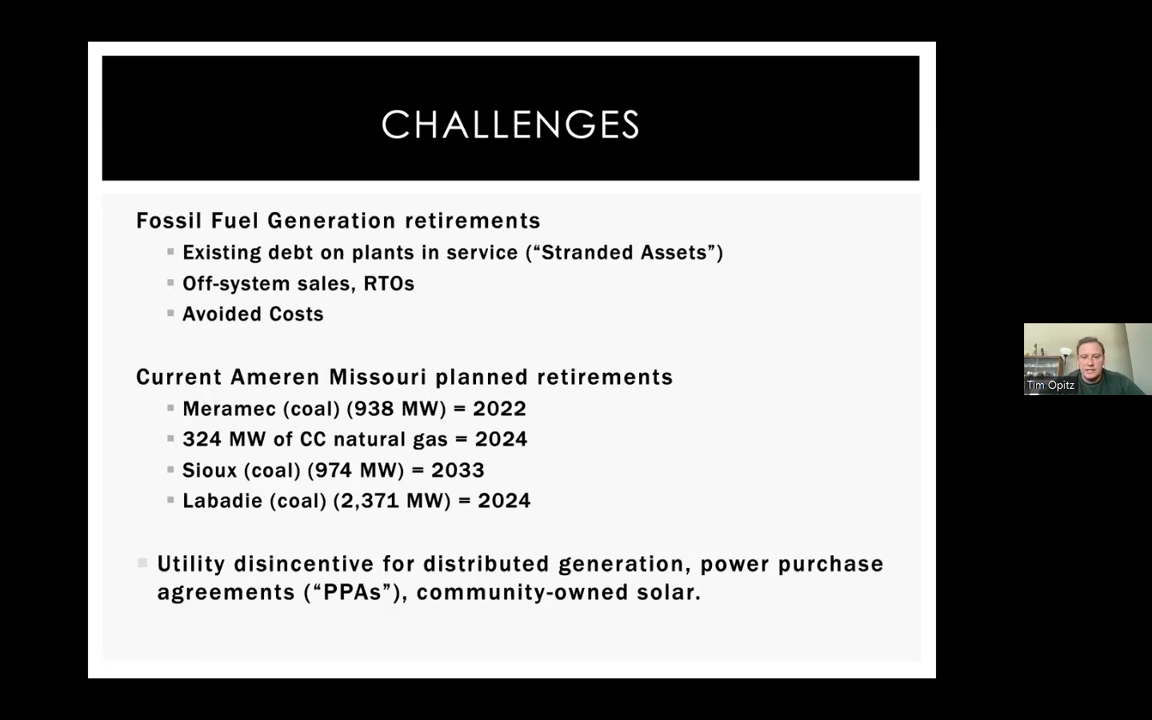 CHALLENGES
Fossil Fuel Generation retirements
Existing debt on plants in service (“Stranded Assets”)
Off-system sales, RTOs
Avoided Costs
Current Ameren Missouri planned retirements
Meramec (coal) (938 MW) = 2022
324 MW of CC natural gas = 2024
Sioux (coal) (974 MW) = 2033
Labadie (coal) (2,371 MW) = 2024
Utility disincentive for distributed generation, power purchase
agreements (“PPAs”), community-owned solar.
Tim Opitz